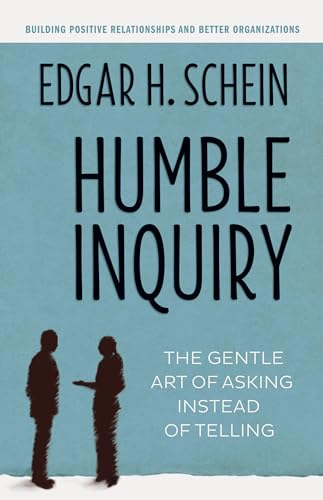 BUILDING POSITIVE RELATIONSHIPS AND BETTER ORGANIZATIONS
EDGAR H. SCHEIN
HUMBLE
INQUIRY
THE GENTLE
ART OF ASKING
INSTEAD
OF TELLING